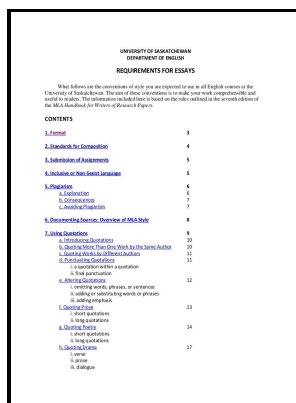 UNIVERSITY OF SASKATCHEWAN
DEPARTMENT OF ENGLISH
REQUIREMENTS FOR ESSAYS
What follows are the conventions of style you are expected to use in all English courses at the
University of Saskatchewan. The aim of these conventions is to make your work comprehensible and
useful to readers. The information included here is based on the rules outlined in the seventh edition of
the MLA Handbook for Writers of Research Papers.
CONTENTS
1. Format 3
2. Standards for Composition 4
3. Submission of Assignments 5
4. Inclusive or Non-Sexist Language 5
5. Plagiarism 6
a. Explanation 6
b. Consequences 7
c. Avoiding Plagiarism 7
6. Documenting Sources: Overview of MLA Style 8
7. Using Quotations 9
a. Introducing Quotations 10
b. Quoting More Than One Work by the Same Author 10
c. Quoting Works by Different Authors 11
d. Punctuating Quotations 11
i. a quotation within a quotation
ii. final punctuation
e. Altering Quotations 12
i. omitting words, phrases, or sentences
ii. adding or substituting words or phrases
iii. adding emphasis
f. Quoting Prose 13
i. short quotations
ii. long quotations
g. Quoting Poetry 14
i. short quotations
ii. long quotations
h. Quoting Drama 17
i. verse
ii. prose
iii. dialogue